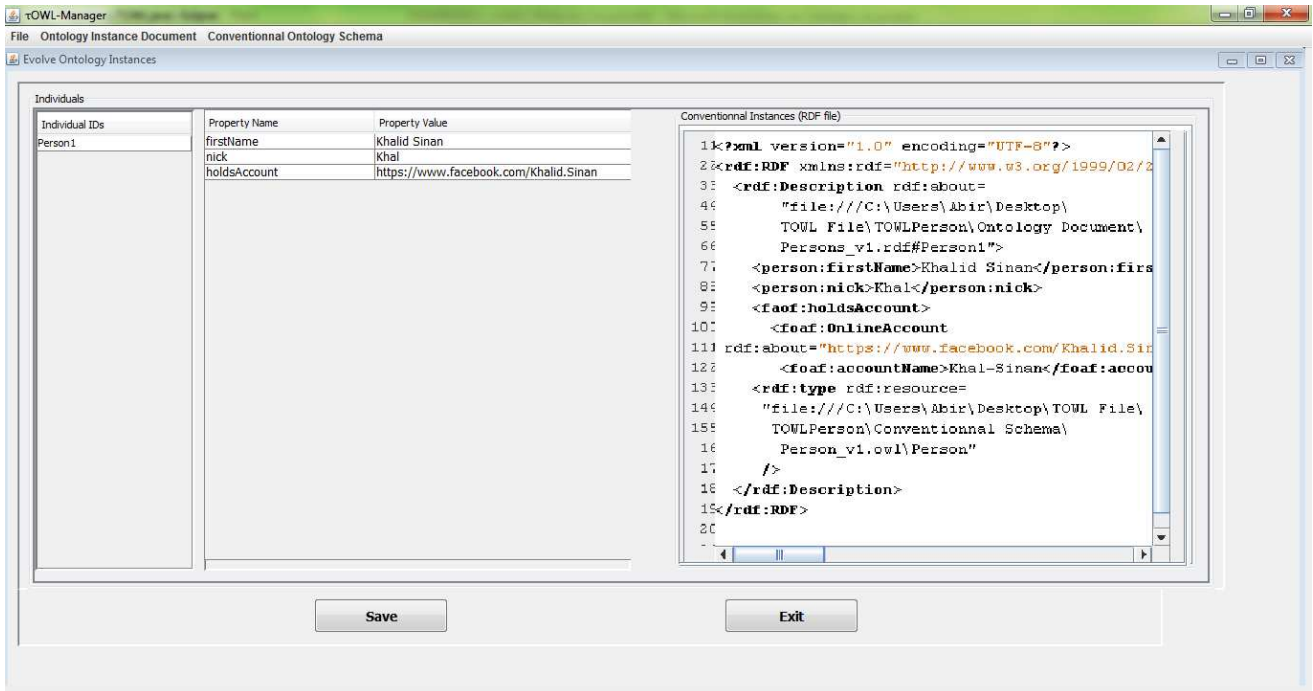 τOWL-Manager
File Ontology Instance Document Conventionnal Ontology Schema
Evolve Ontology Instances
Individuals
Individual IDs
Person1
Property Name Property Value
firstName Khalid Sinan
nick Khal
holdsAccount https://www.facebook.com/Khalid.Sinan
Conventionnal Instances (RDF file)
1 <?xml version="1.0" encoding="UTF-8"?>
2 <rdf:RDF xmlns:rdf="http://www.w3.org/1999/02/2
3 <rdf:Description rdf:about=
4 "file:///C:\Users\Abir\Desktop\
5 TOWL File\TOWLPerson\Ontology Document\
6 Persons_v1.rdf#Person1">
7 <person:firstName>Khalid Sinan</person:firs
8 <person:nick>Khal</person:nick>
9 <faof:holdsAccount>
10 <foaf:OnlineAccount
11 rdf:about="https://www.facebook.com/Khalid.Sin
12 <foaf:accountName>Khal-Sinan</foaf:accou
13 <rdf:type rdf:resource=
14 "file:///C:\Users\Abir\Desktop\TOWL File\
15 TOWLPerson\Conventionnal Schema\
16 Person_v1.owl\Person"
17 />
18 </rdf:Description>
19 </rdf:RDF>
20
Save Exit